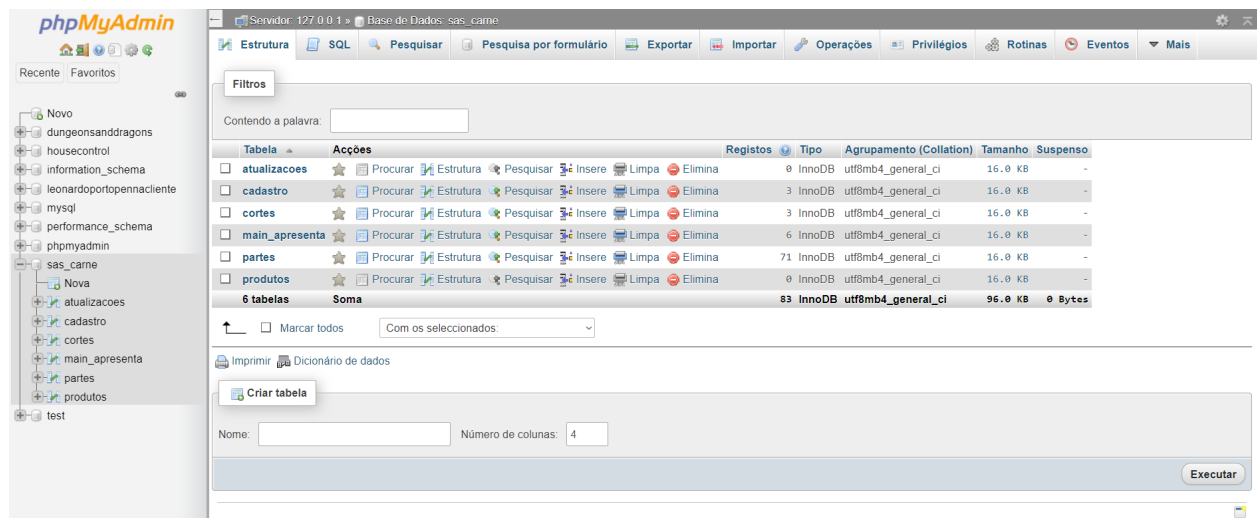 phpMyAdmin
Recente Favoritos
Novo
dungeonsanddragons
housecontrol
information_schema
leonardoportopennacliente
mysql
performance_schema
phpmyadmin
sas_carne
Nova
atualizacoes
cadastro
cortes
main_apresenta
partes
produtos
test
Servidor: 127.0.0.1 » Base de Dados: sas_carne
Estrutura SQL Pesquisar Pesquisa por formulário Exportar Importar Operações Privilégios Rotinas Eventos Mais
Filtros
Contendo a palavra:
Tabela Acções Registos Tipo Agrupamento (Collation) Tamanho Suspenso
atualizacoes Procurar Estrutura Pesquisar Insere Limpa Elimina 0 InnoDB utf8mb4_general_ci 16.0 KB -
cadastro Procurar Estrutura Pesquisar Insere Limpa Elimina 3 InnoDB utf8mb4_general_ci 16.0 KB -
cortes Procurar Estrutura Pesquisar Insere Limpa Elimina 3 InnoDB utf8mb4_general_ci 16.0 KB -
main_apresenta Procurar Estrutura Pesquisar Insere Limpa Elimina 6 InnoDB utf8mb4_general_ci 16.0 KB -
partes Procurar Estrutura Pesquisar Insere Limpa Elimina 71 InnoDB utf8mb4_general_ci 16.0 KB -
produtos Procurar Estrutura Pesquisar Insere Limpa Elimina 0 InnoDB utf8mb4_general_ci 16.0 KB -
6 tabelas Soma 83 InnoDB utf8mb4_general_ci 96.0 KB 0 Bytes
Marcar todos Com os seleccionados:
Imprimir Dicionário de dados
Criar tabela
Nome: Número de colunas: 4
Executar